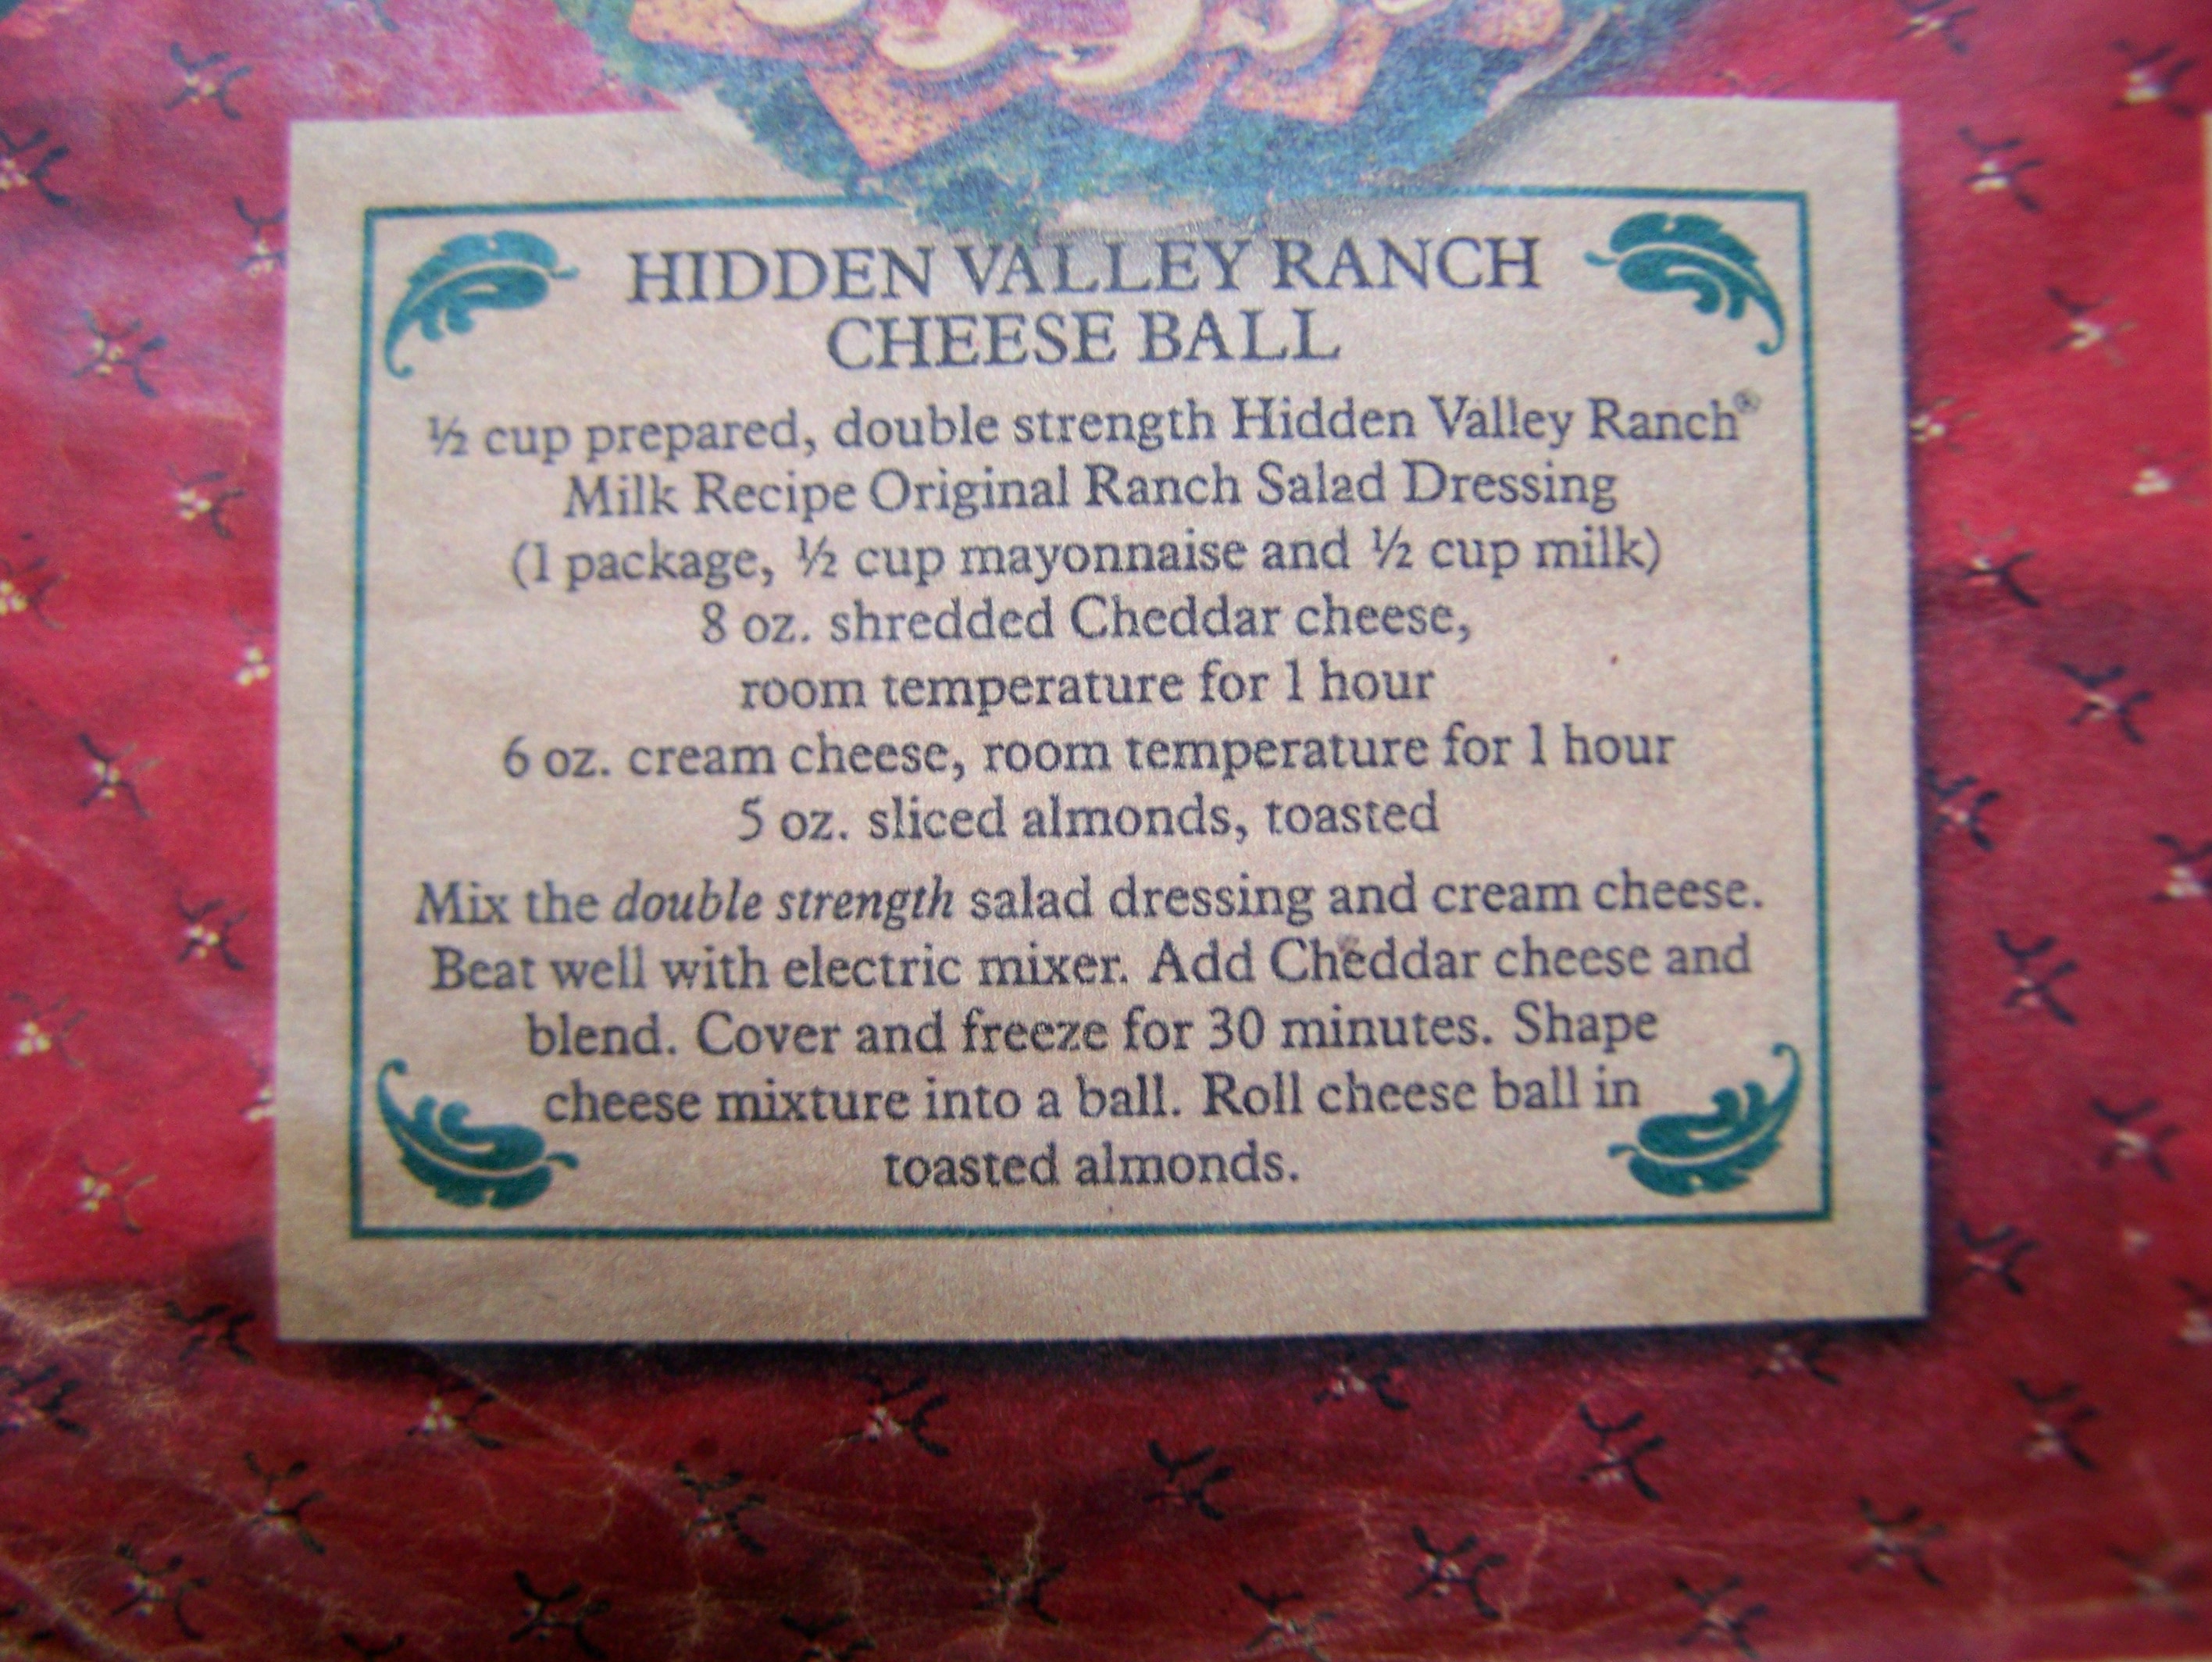 HIDDEN VALLEY RANCH
CHEESE BALL
½ cup prepared, double strength Hidden Valley Ranch®
Milk Recipe Original Ranch Salad Dressing
(1 package, ½ cup mayonnaise and ½ cup milk)
8 oz. shredded Cheddar cheese,
room temperature for 1 hour
6 oz. cream cheese, room temperature for 1 hour
5 oz. sliced almonds, toasted
Mix the double strength salad dressing and cream cheese.
Beat well with electric mixer. Add Cheddar cheese and
blend. Cover and freeze for 30 minutes. Shape
cheese mixture into a ball. Roll cheese ball in
toasted almonds.